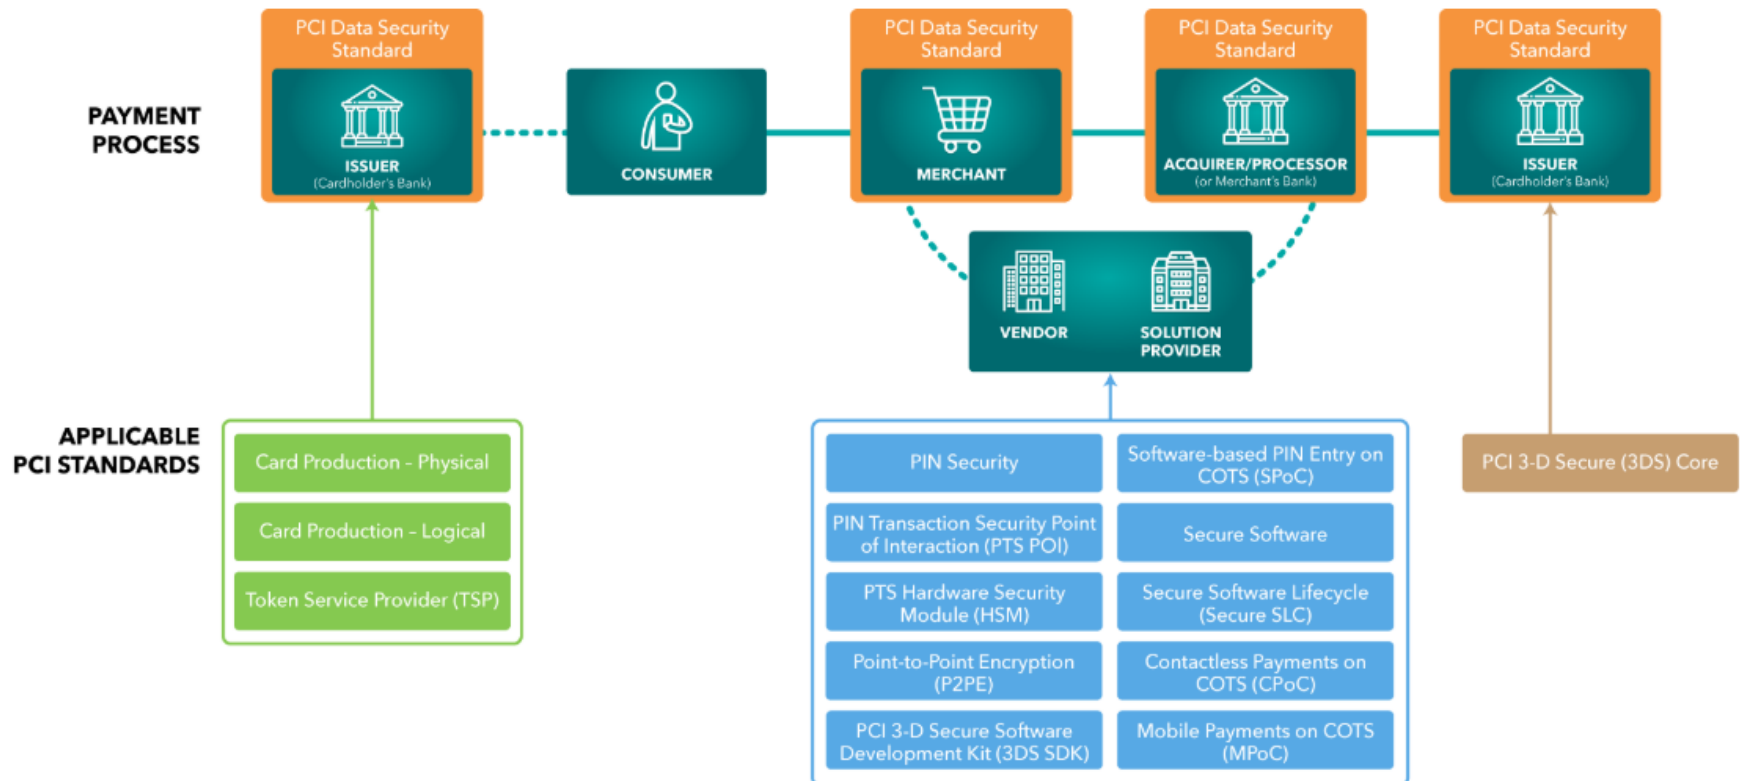 PCI Data Security
Standard
ISSUER
(Cardholder's Bank)
CONSUMER
PCI Data Security
Standard
MERCHANT
PCI Data Security
Standard
ACQUIRER/PROCESSOR
(or Merchant's Bank)
PCI Data Security
Standard
ISSUER
(Cardholder's Bank)
PAYMENT
PROCESS
VENDOR
SOLUTION
PROVIDER
APPLICABLE
PCI STANDARDS
Card Production – Physical
Card Production – Logical
Token Service Provider (TSP)
PIN Security
Software-based PIN Entry on
COTS (SPoC)
PIN Transaction Security Point
of Interaction (PTS POI)
Secure Software
PTS Hardware Security
Module (HSM)
Secure Software Lifecycle
(Secure SLC)
Point-to-Point Encryption
(P2PE)
Contactless Payments on
COTS (CPoC)
PCI 3-D Secure Software
Development Kit (3DS SDK)
Mobile Payments on COTS
(MPoC)
PCI 3-D Secure (3DS) Core